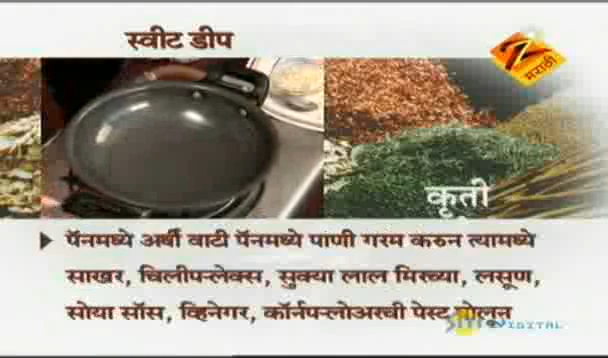 स्वीट डीप
मराठी
कृती
पॅनमध्ये अर्धी वाटी पॅनमध्ये पाणी गरम करुन त्यामध्ये
साखर, चिलीफ्लेक्स, सुक्या लाल मिरच्या, लसूण,
सोया सॉस, व्हिनेगर, कॉर्नफ्लोअरची पेस्ट घोलून
DIGITAL